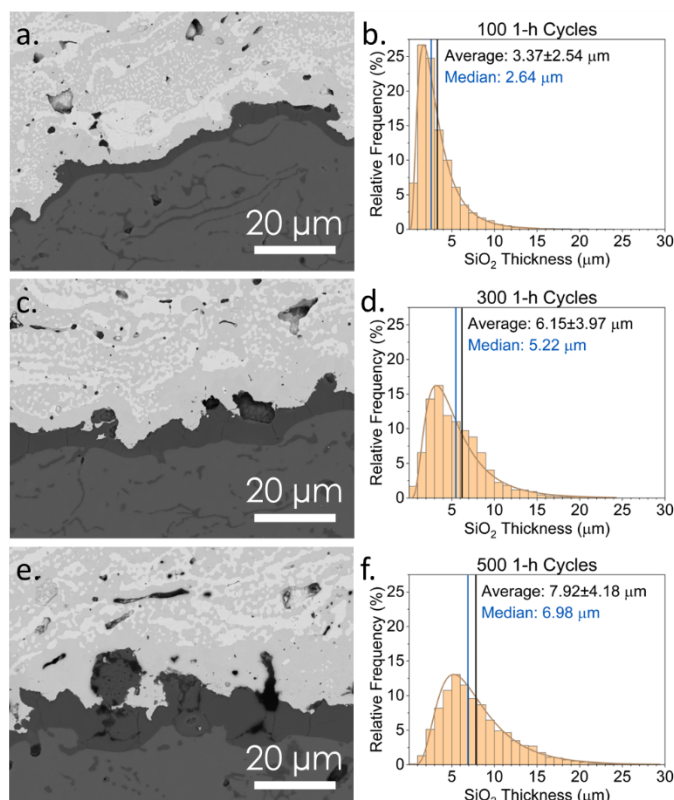 a.
20 μm
b.
100 1-h Cycles
Average: 3.37±2.54 μm
Median: 2.64 μm
Relative Frequency (%)
25
20
15
10
5
0
5 10 15 20 25 30
SiO₂ Thickness (μm)
c.
20 μm
d.
300 1-h Cycles
Average: 6.15±3.97 μm
Median: 5.22 μm
Relative Frequency (%)
25
20
15
10
5
0
5 10 15 20 25 30
SiO₂ Thickness (μm)
e.
20 μm
f.
500 1-h Cycles
Average: 7.92±4.18 μm
Median: 6.98 μm
Relative Frequency (%)
25
20
15
10
5
0
5 10 15 20 25 30
SiO₂ Thickness (μm)